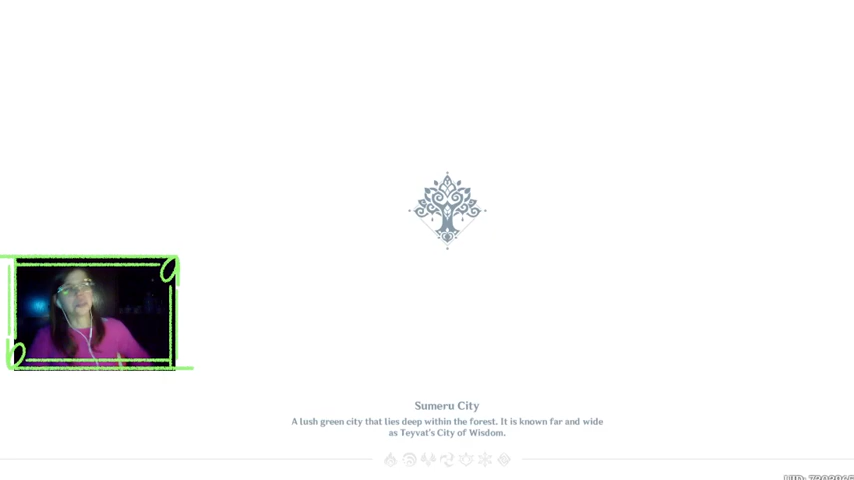 a
b
Sumeru City
A lush green city that lies deep within the forest. It is known far and wide
as Teyvat's City of Wisdom.